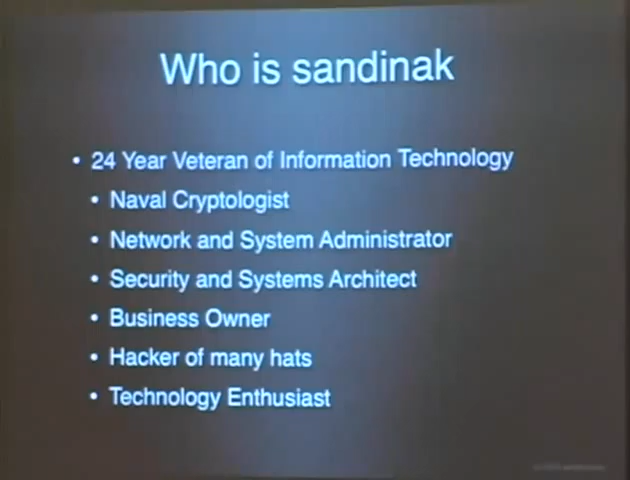 Who is sandinak
• 24 Year Veteran of Information Technology
• Naval Cryptologist
• Network and System Administrator
• Security and Systems Architect
• Business Owner
• Hacker of many hats
• Technology Enthusiast